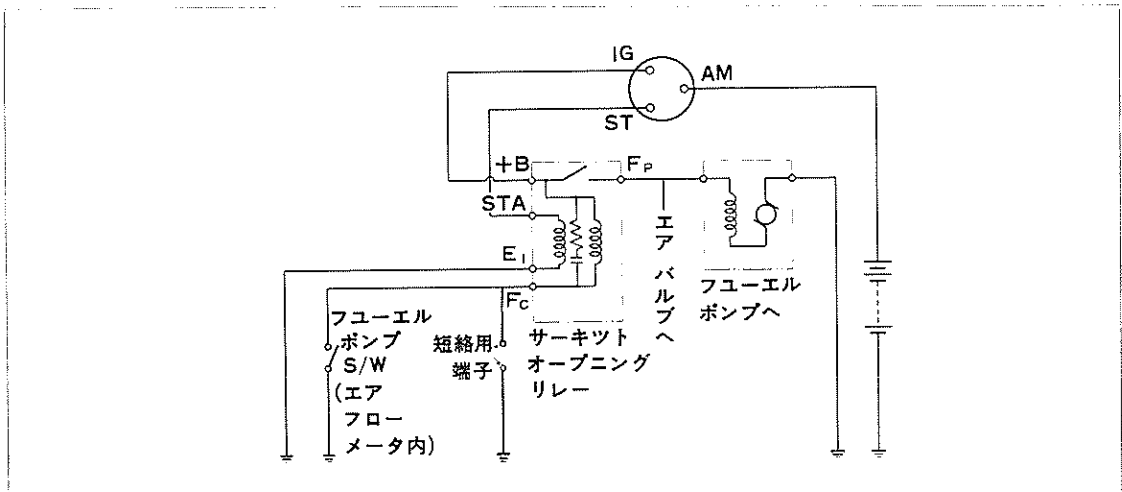 IG
AM
ST
+B
FP
STA
E1
FC
エア バルブへ
フユーエル
ポンプへ
フユーエル
ポンプ
S/W
(エア
フロー
メータ内)
短絡用
端子
サーキツト
オープニング
リレー